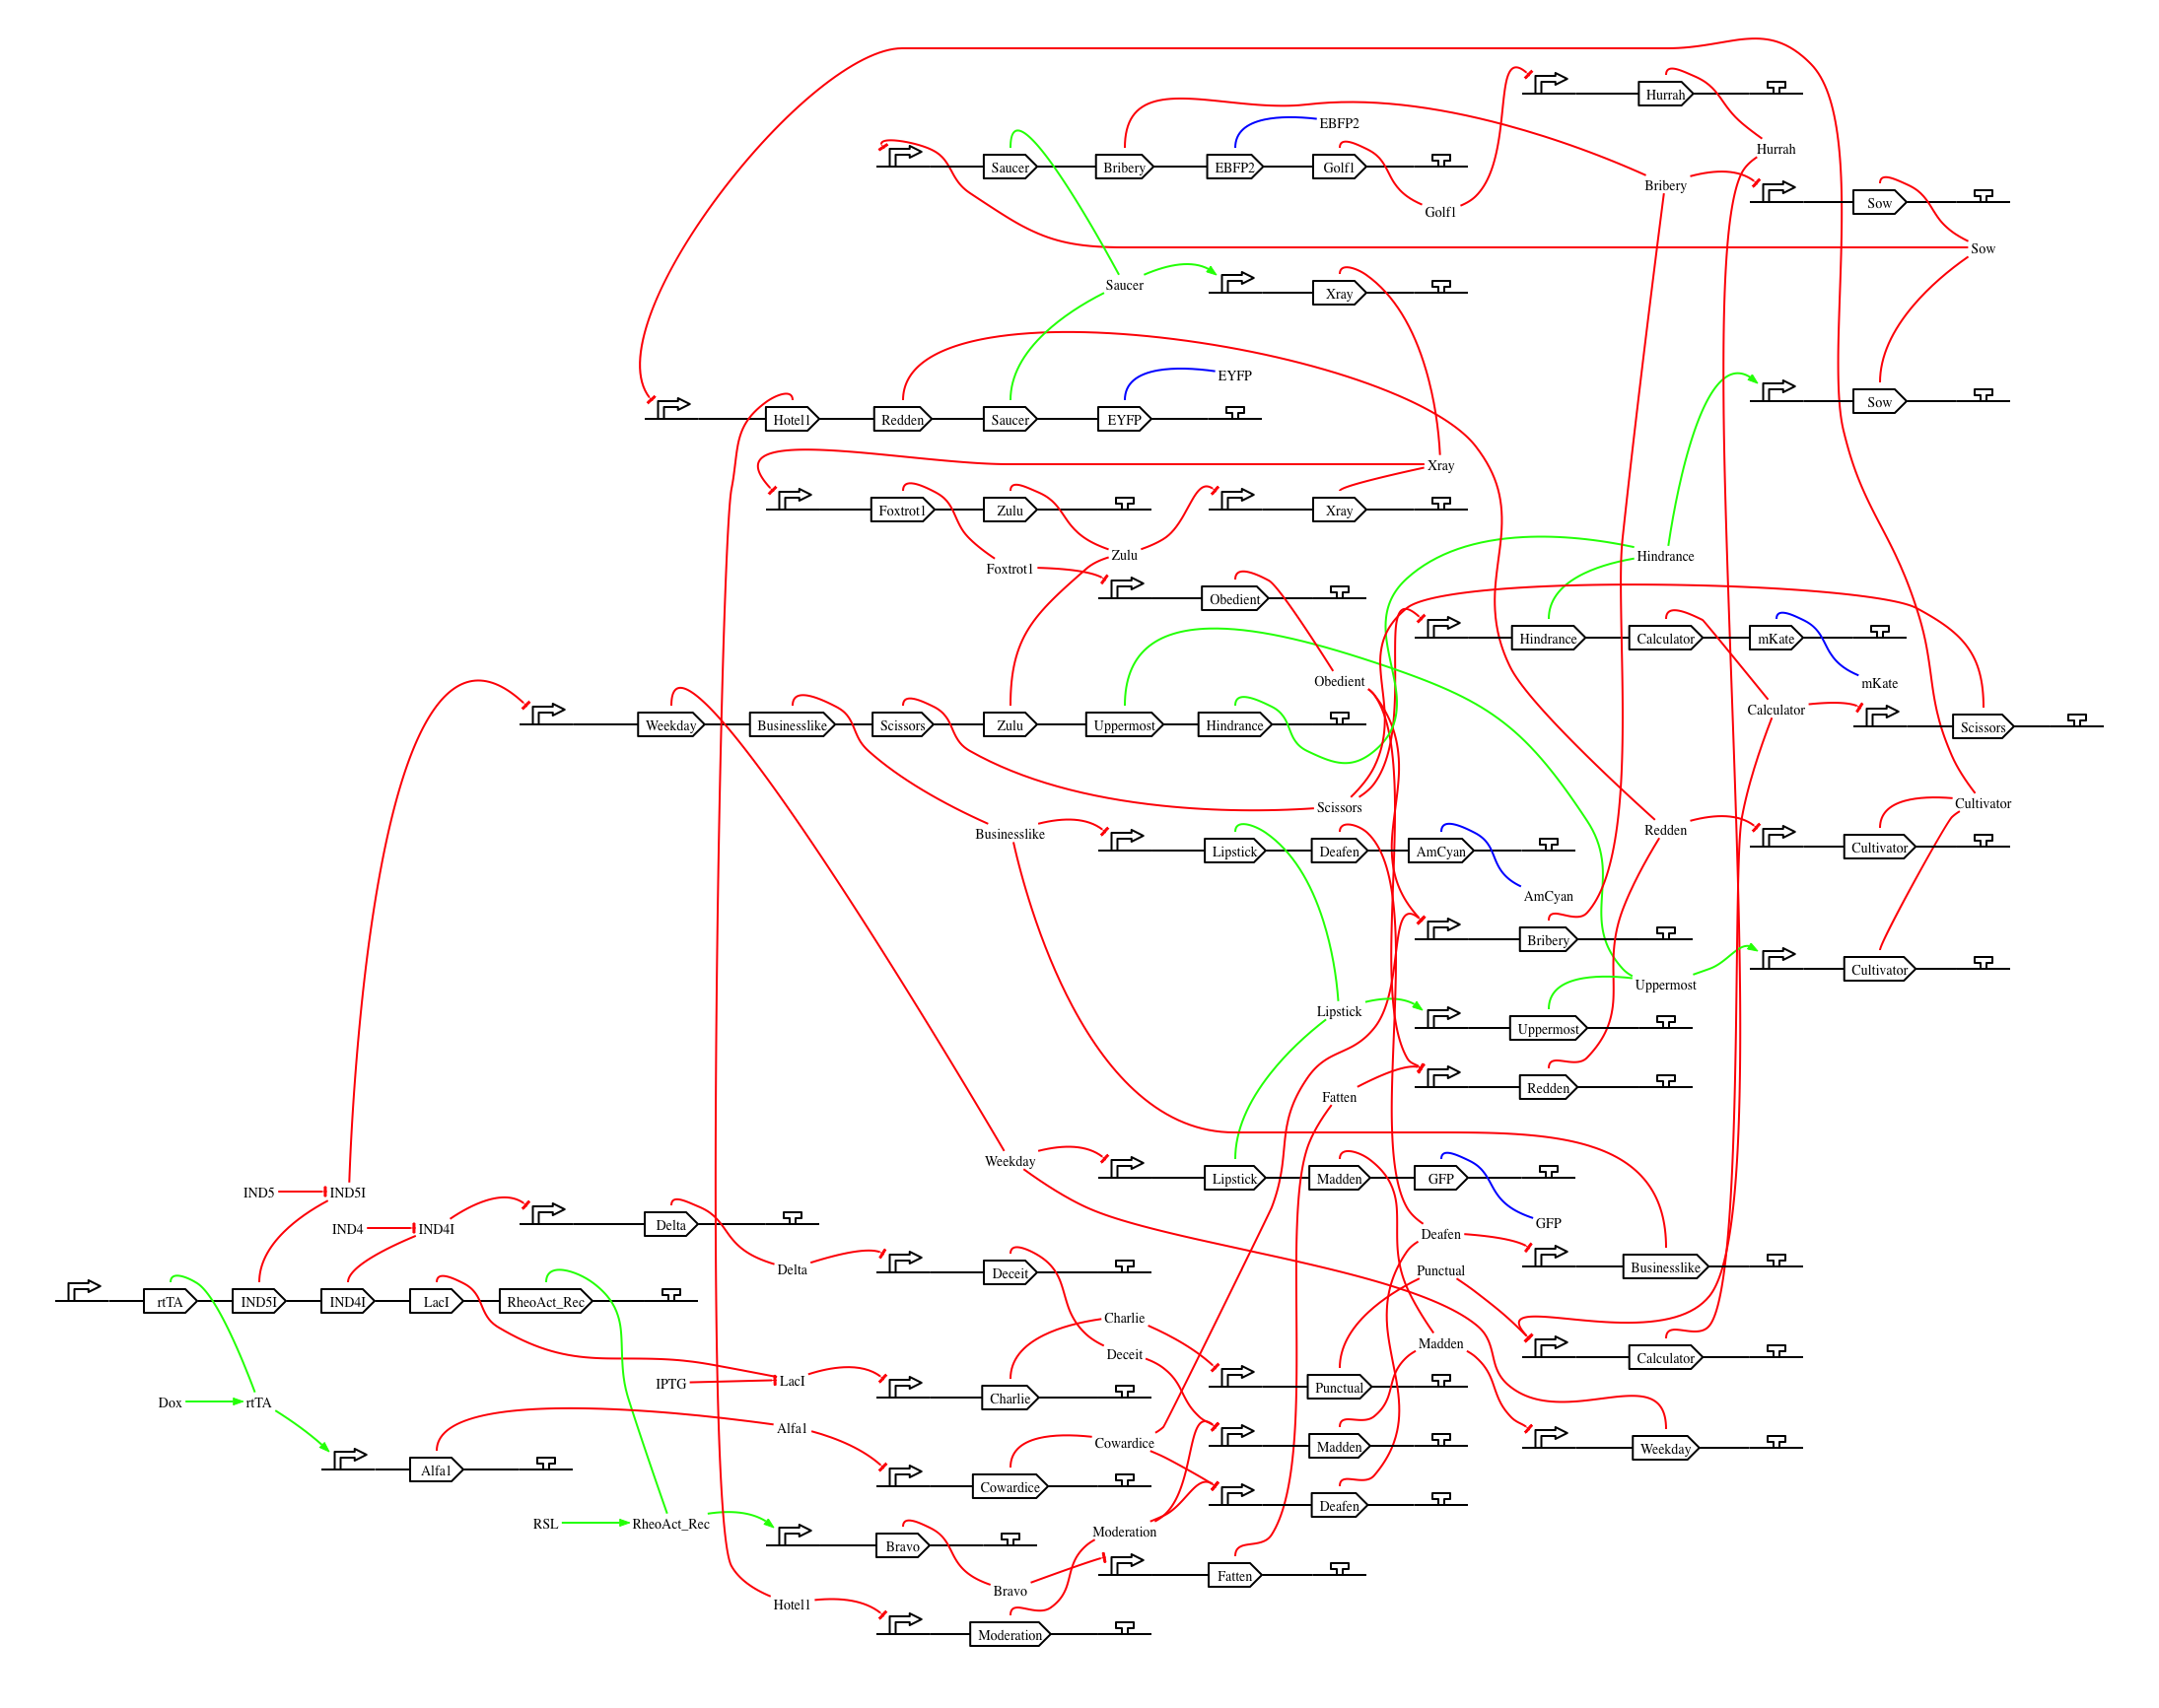 Hurrah
EBFP2
Hurrah
Saucer
Bribery
EBFP2
Golf1
Bribery
Golf1
Sow
Sow
Saucer
Xray
EYFP
Sow
Hotel1
Redden
Saucer
EYFP
Xray
Foxtrot1
Zulu
Xray
Zulu
Hindrance
Foxtrot1
Obedient
Hindrance
Calculator
mKate
Obedient
mKate
Calculator
Weekday
Businesslike
Scissors
Zulu
Uppermost
Hindrance
Scissors
Scissors
Cultivator
Businesslike
Redden
Lipstick
Deafen
AmCyan
Cultivator
AmCyan
Bribery
Cultivator
Uppermost
Lipstick
Uppermost
Redden
Fatten
Weekday
Lipstick
Madden
GFP
IND5
IND5I
GFP
IND4
IND4I
Delta
Deafen
Delta
Deceit
Businesslike
Punctual
rtTA
IND5I
IND4I
LacI
RheoAct_Rec
Charlie
Madden
Deceit
Calculator
IPTG
LacI
Punctual
Charlie
Dox
rtTA
Alfa1
Cowardice
Madden
Weekday
Alfa1
Cowardice
Deafen
RSL
RheoAct_Rec
Moderation
Bravo
Fatten
Bravo
Hotel1
Moderation